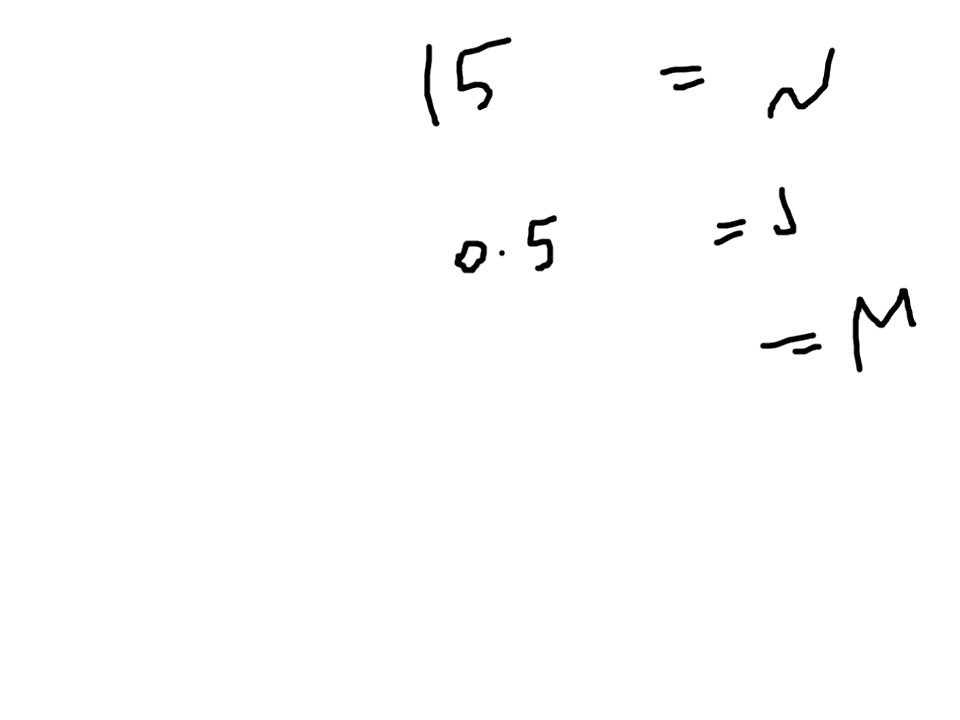 15 = N
0.5 = J
= M